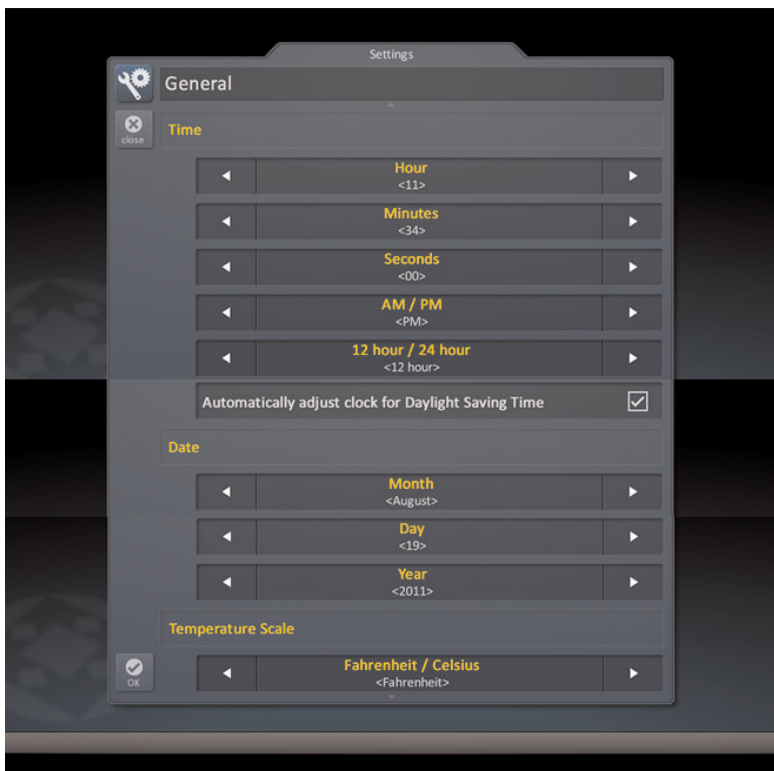 Settings
General
close
Time
Hour
<11>
Minutes
<34>
Seconds
<00>
AM / PM
<PM>
12 hour / 24 hour
<12 hour>
Automatically adjust clock for Daylight Saving Time
Date
Month
<August>
Day
<19>
Year
<2011>
Temperature Scale
Fahrenheit / Celsius
<Fahrenheit>
OK